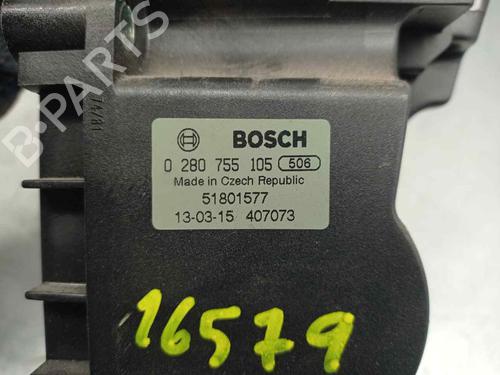 B-PARTS
BOSCH
0 280 755 105 506
Made in Czech Republic
51801577
13-03-15 407073
16579